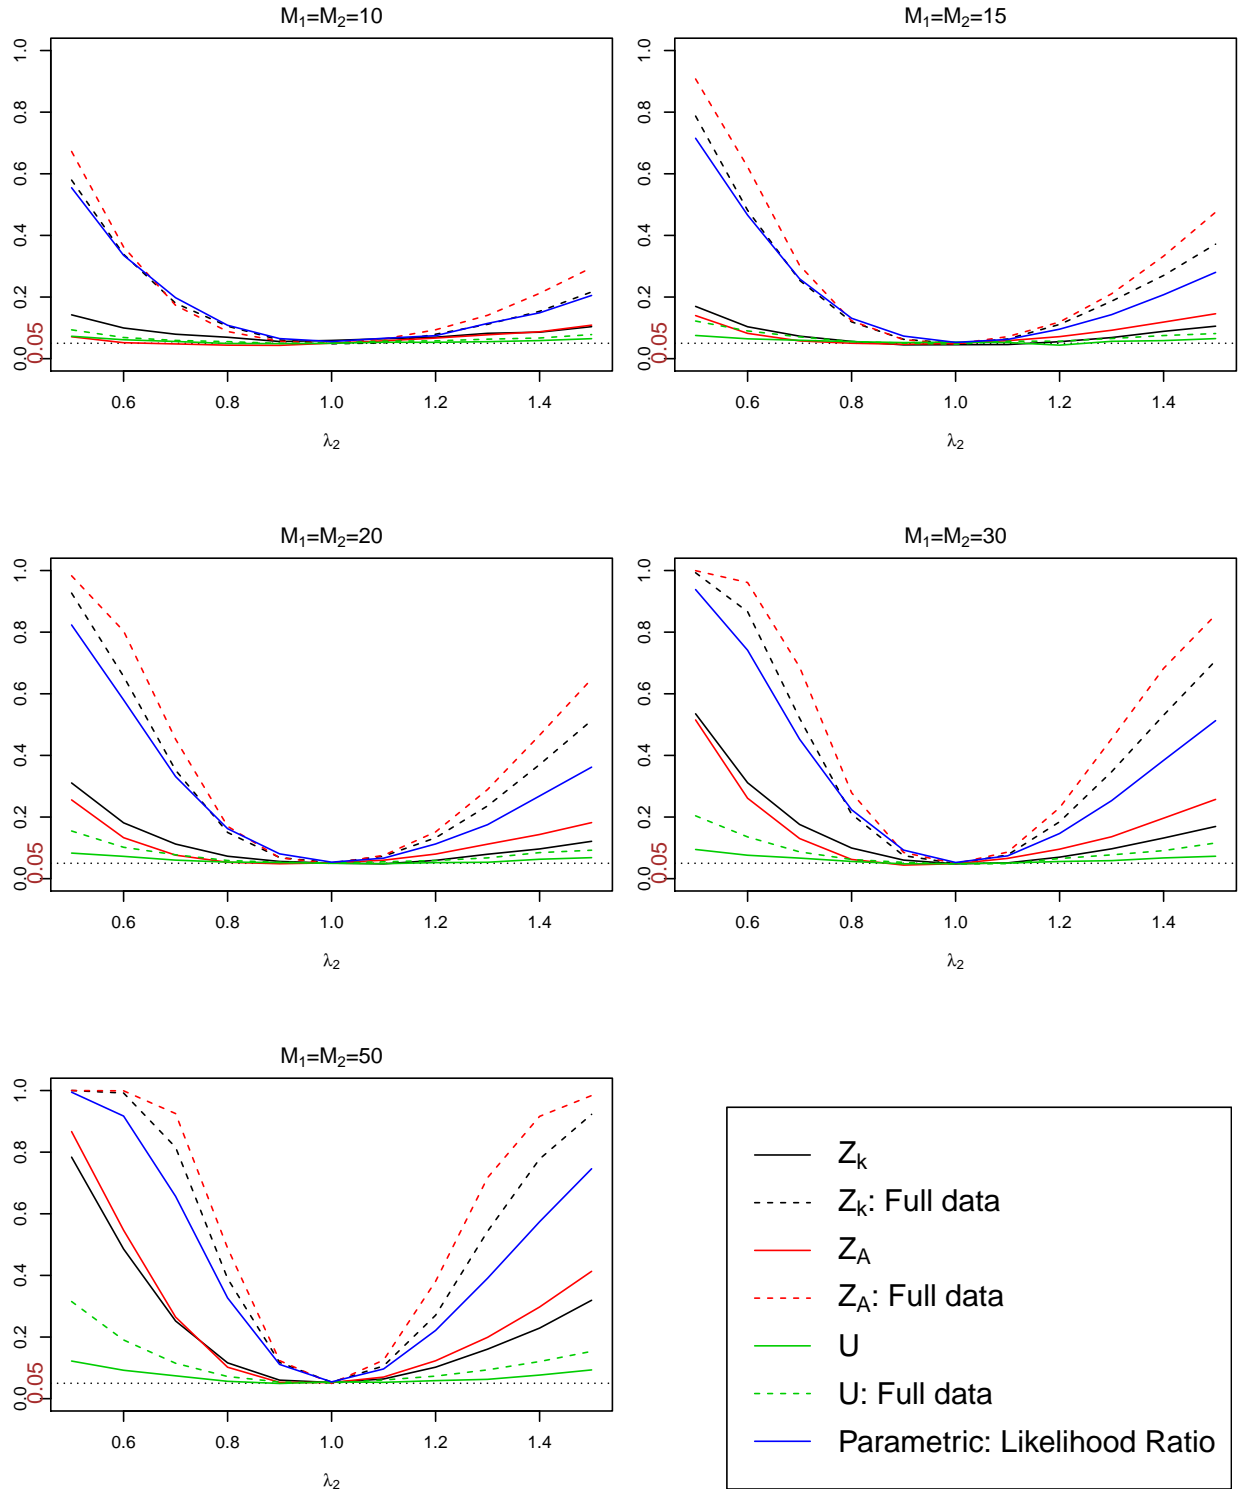 M₁=M₂=10
0.0 0.2 0.4 0.6 0.8 1.0
0.05
0.6 0.8 1.0 1.2 1.4
λ₂
M₁=M₂=15
0.0 0.2 0.4 0.6 0.8 1.0
0.05
0.6 0.8 1.0 1.2 1.4
λ₂
M₁=M₂=20
0.0 0.2 0.4 0.6 0.8 1.0
0.05
0.6 0.8 1.0 1.2 1.4
λ₂
M₁=M₂=30
0.0 0.2 0.4 0.6 0.8 1.0
0.05
0.6 0.8 1.0 1.2 1.4
λ₂
M₁=M₂=50
0.0 0.2 0.4 0.6 0.8 1.0
0.05
0.6 0.8 1.0 1.2 1.4
λ₂
Zₖ
Zₖ: Full data
Z_A
Z_A: Full data
U
U: Full data
Parametric: Likelihood Ratio